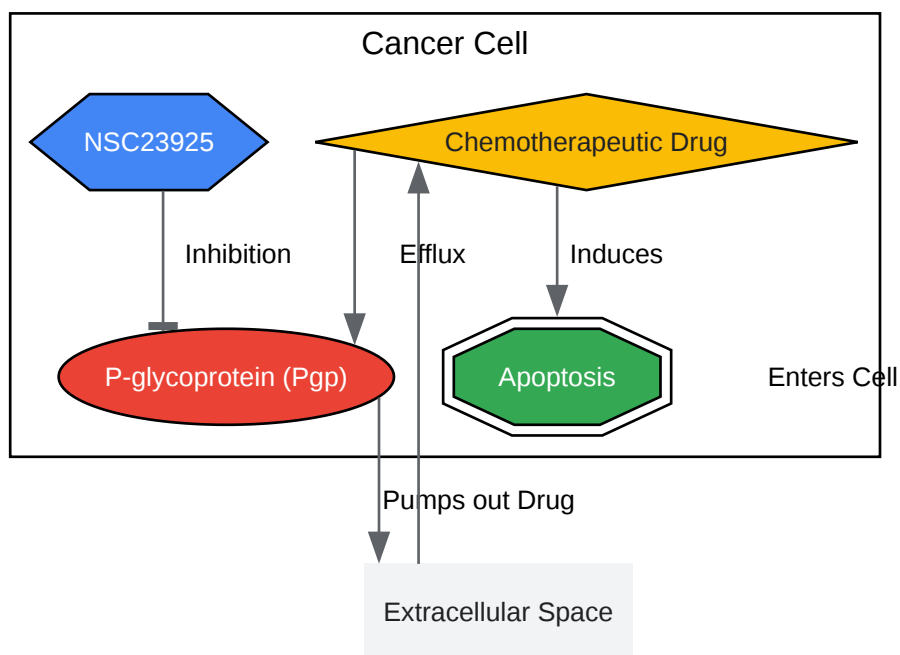 Cancer Cell
NSC23925
Chemotherapeutic Drug
Inhibition
Efflux
Induces
P-glycoprotein (Pgp)
Apoptosis
Enters Cell
Pumps out Drug
Extracellular Space